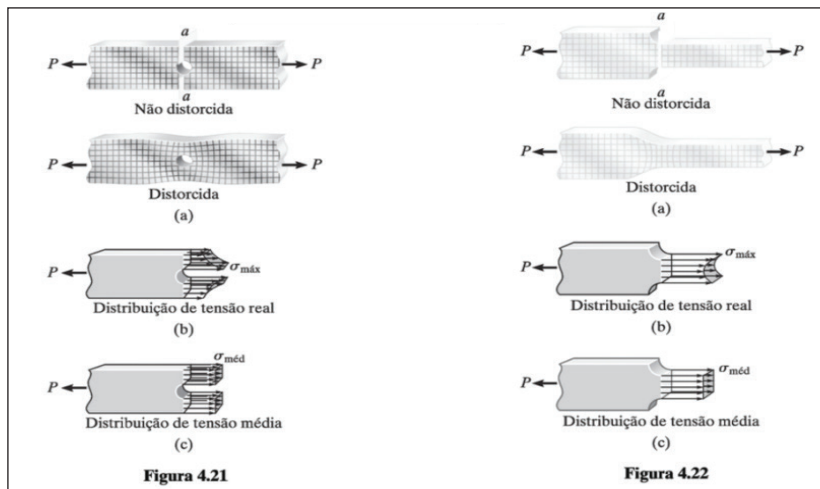 a
P P
a
Não distorcida
P P
Distorcida
(a)
σmáx
P
Distribuição de tensão real
(b)
σméd
P
Distribuição de tensão média
(c)
Figura 4.21
a
P P
a
Não distorcida
P P
Distorcida
(a)
σmáx
P
Distribuição de tensão real
(b)
σméd
P
Distribuição de tensão média
(c)
Figura 4.22